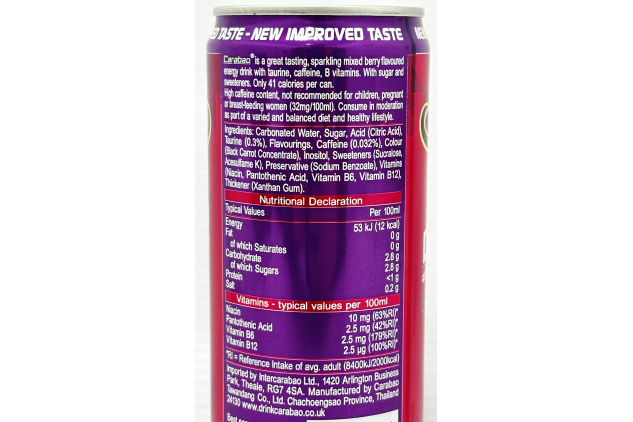 ED TASTE - NEW IMPROVED TASTE NE
Carabao® is a great tasting, sparkling mixed berry flavoured
energy drink with taurine, caffeine, B vitamins. With sugar and
sweeteners. Only 41 calories per can.
High caffeine content, not recommended for children, pregnant
or breast-feeding women (32mg/100ml). Consume in moderation
as part of a varied and balanced diet and healthy lifestyle.
Ingredients: Carbonated Water, Sugar, Acid (Citric Acid),
Taurine (0.3%), Flavourings, Caffeine (0.032%), Colour
(Black Carrot Concentrate), Inositol, Sweeteners (Sucralose,
Acesulfame K), Preservative (Sodium Benzoate), Vitamins
(Niacin, Pantothenic Acid, Vitamin B6, Vitamin B12),
Thickener (Xanthan Gum).
Nutritional Declaration
Typical Values Per 100ml
Energy 53 kJ (12 kcal)
Fat 0 g
of which Saturates 0 g
Carbohydrate 2.8 g
of which Sugars 2.8 g
Protein <1 g
Salt 0.2 g
Vitamins - typical values per 100ml
Niacin 10 mg (63%RI)*
Pantothenic Acid 2.5 mg (42%RI)*
Vitamin B6 2.5 mg (179%RI)*
Vitamin B12 2.5 µg (100%RI)*
*RI = Reference Intake of avg. adult (8400kJ/2000kcal)
Imported by Intercarabao Ltd., 1420 Arlington Business
Park, Theale, RG7 4SA. Manufactured by Carabao
Tawandang Co., Ltd. Chachoengsao Province, Thailand
24130 www.drinkcarabao.co.uk